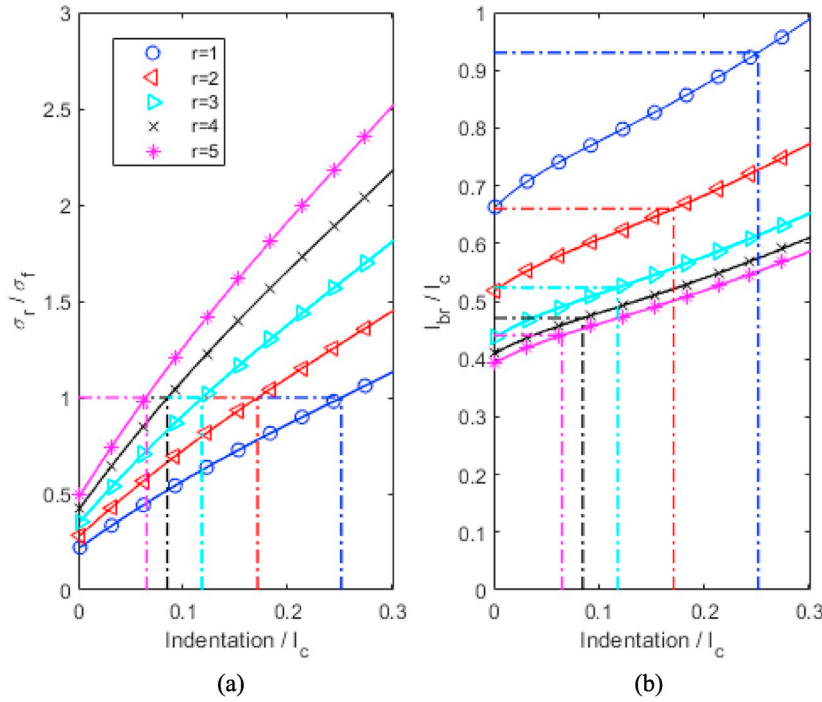 3
2.5
2
1.5
1
0.5
0
σr / σf
r=1
r=2
r=3
r=4
r=5
0
0.1
0.2
0.3
Indentation / lc
(a)
1
0.9
0.8
0.7
0.6
0.5
0.4
0.3
0.2
0.1
0
lbr / lc
0
0.1
0.2
0.3
Indentation / lc
(b)